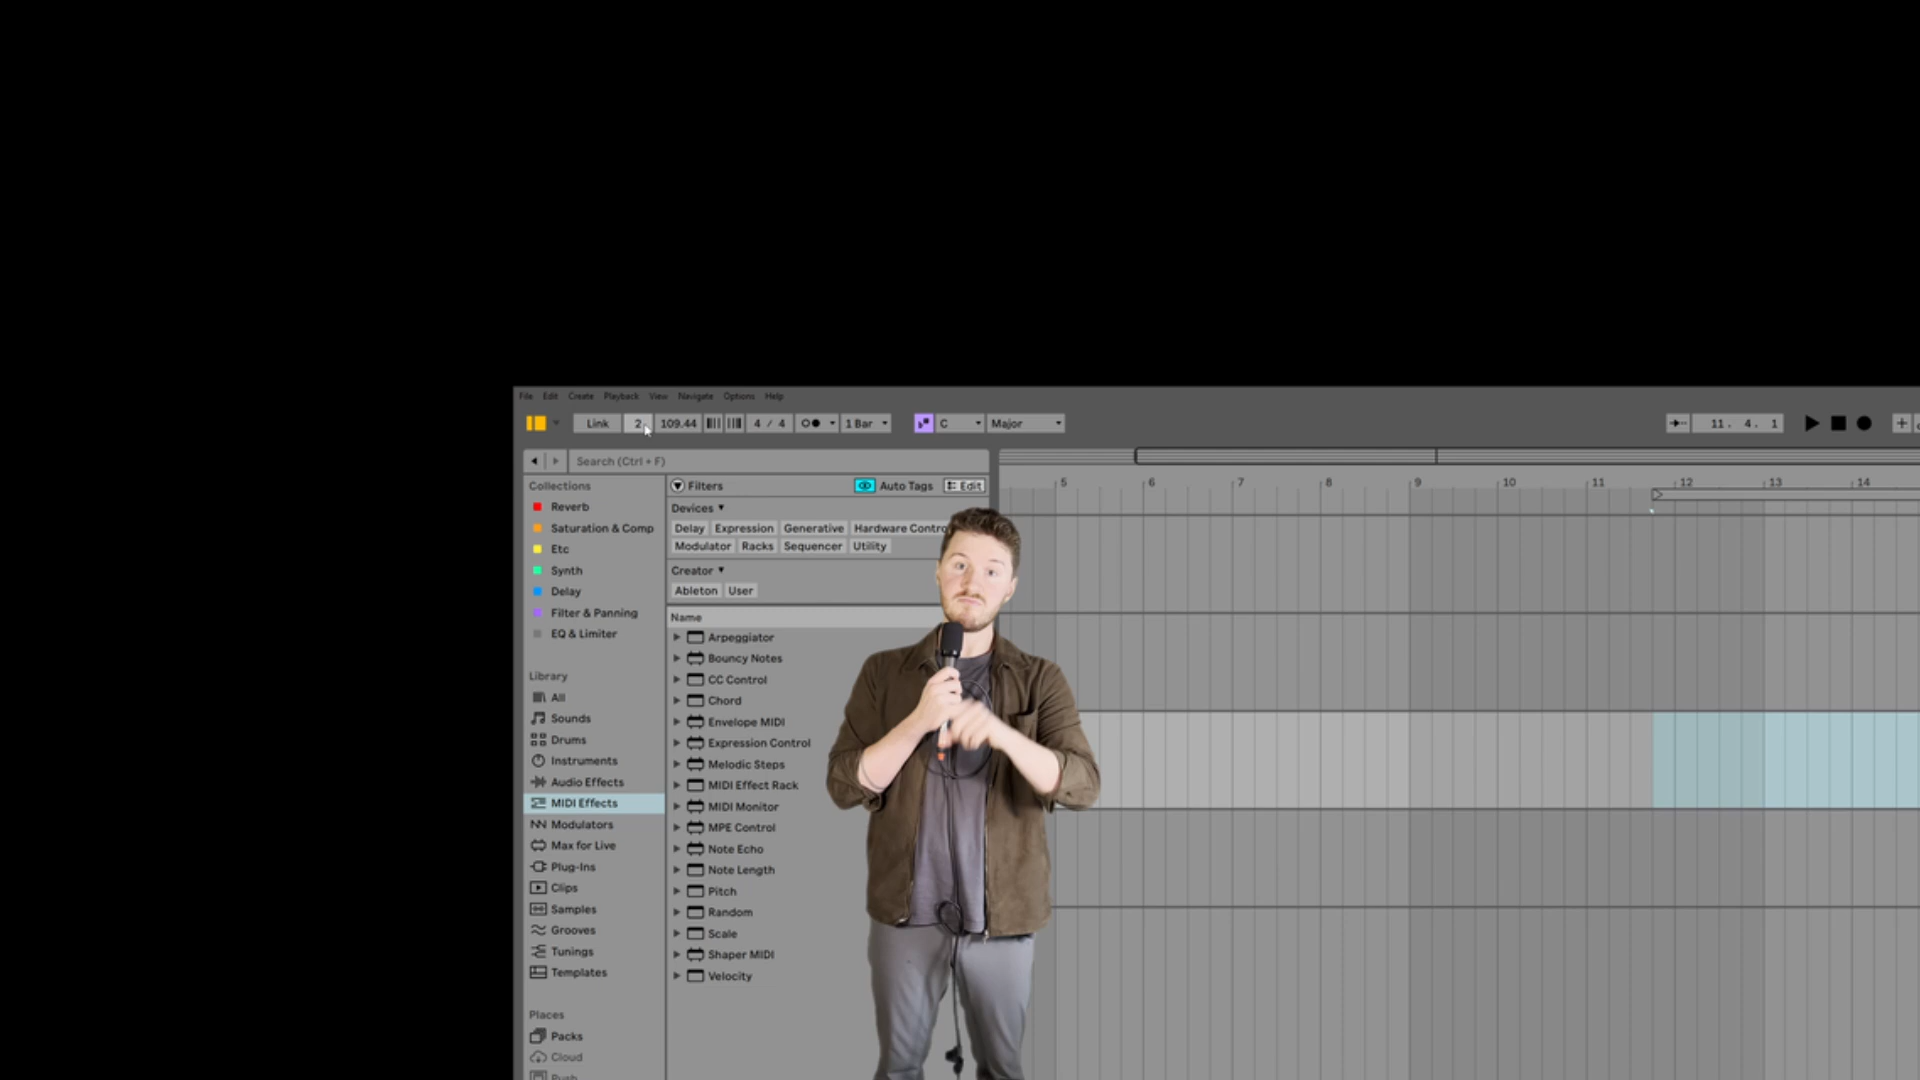 File Edit Create Playback View Navigate Options Help
Link 2 109.44 4 / 4 1 Bar C Major 11. 4. 1
Search (Ctrl + F)
Collections
Reverb
Saturation & Comp
Etc
Synth
Delay
Filter & Panning
EQ & Limiter
Library
All
Sounds
Drums
Instruments
Audio Effects
MIDI Effects
Modulators
Max for Live
Plug-Ins
Clips
Samples
Grooves
Tunings
Templates
Places
Packs
Cloud
Push
Filters Auto Tags Edit
Devices
Delay Expression Generative Hardware
Modulator Racks Sequencer Utility
Creator
Ableton User
Name
Arpeggiator
Bouncy Notes
CC Control
Chord
Envelope MIDI
Expression Control
Melodic Steps
MIDI Effect Rack
MIDI Monitor
MPE Control
Note Echo
Note Length
Pitch
Random
Scale
Shaper MIDI
Velocity
5 6 7 8 9 10 11 12 13 14